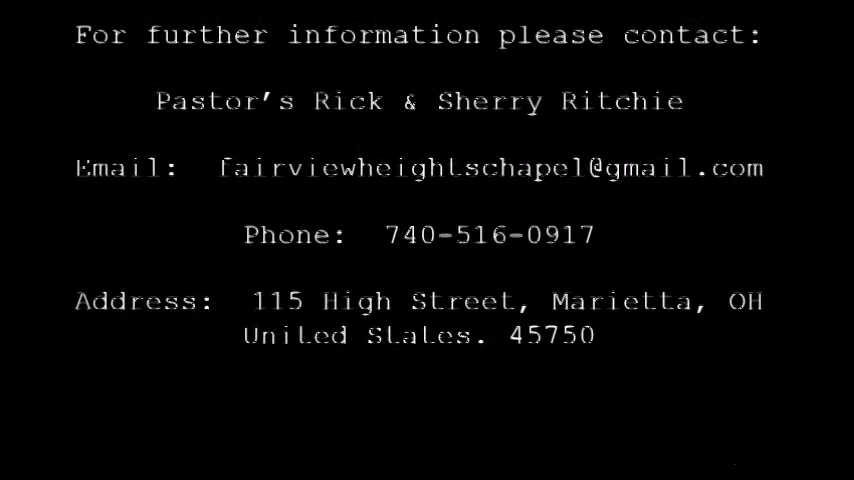 For further information please contact:
Pastor's Rick & Sherry Ritchie
Email: fairviewheightschapel@gmail.com
Phone: 740-516-0917
Address: 115 High Street, Marietta, OH
United States. 45750